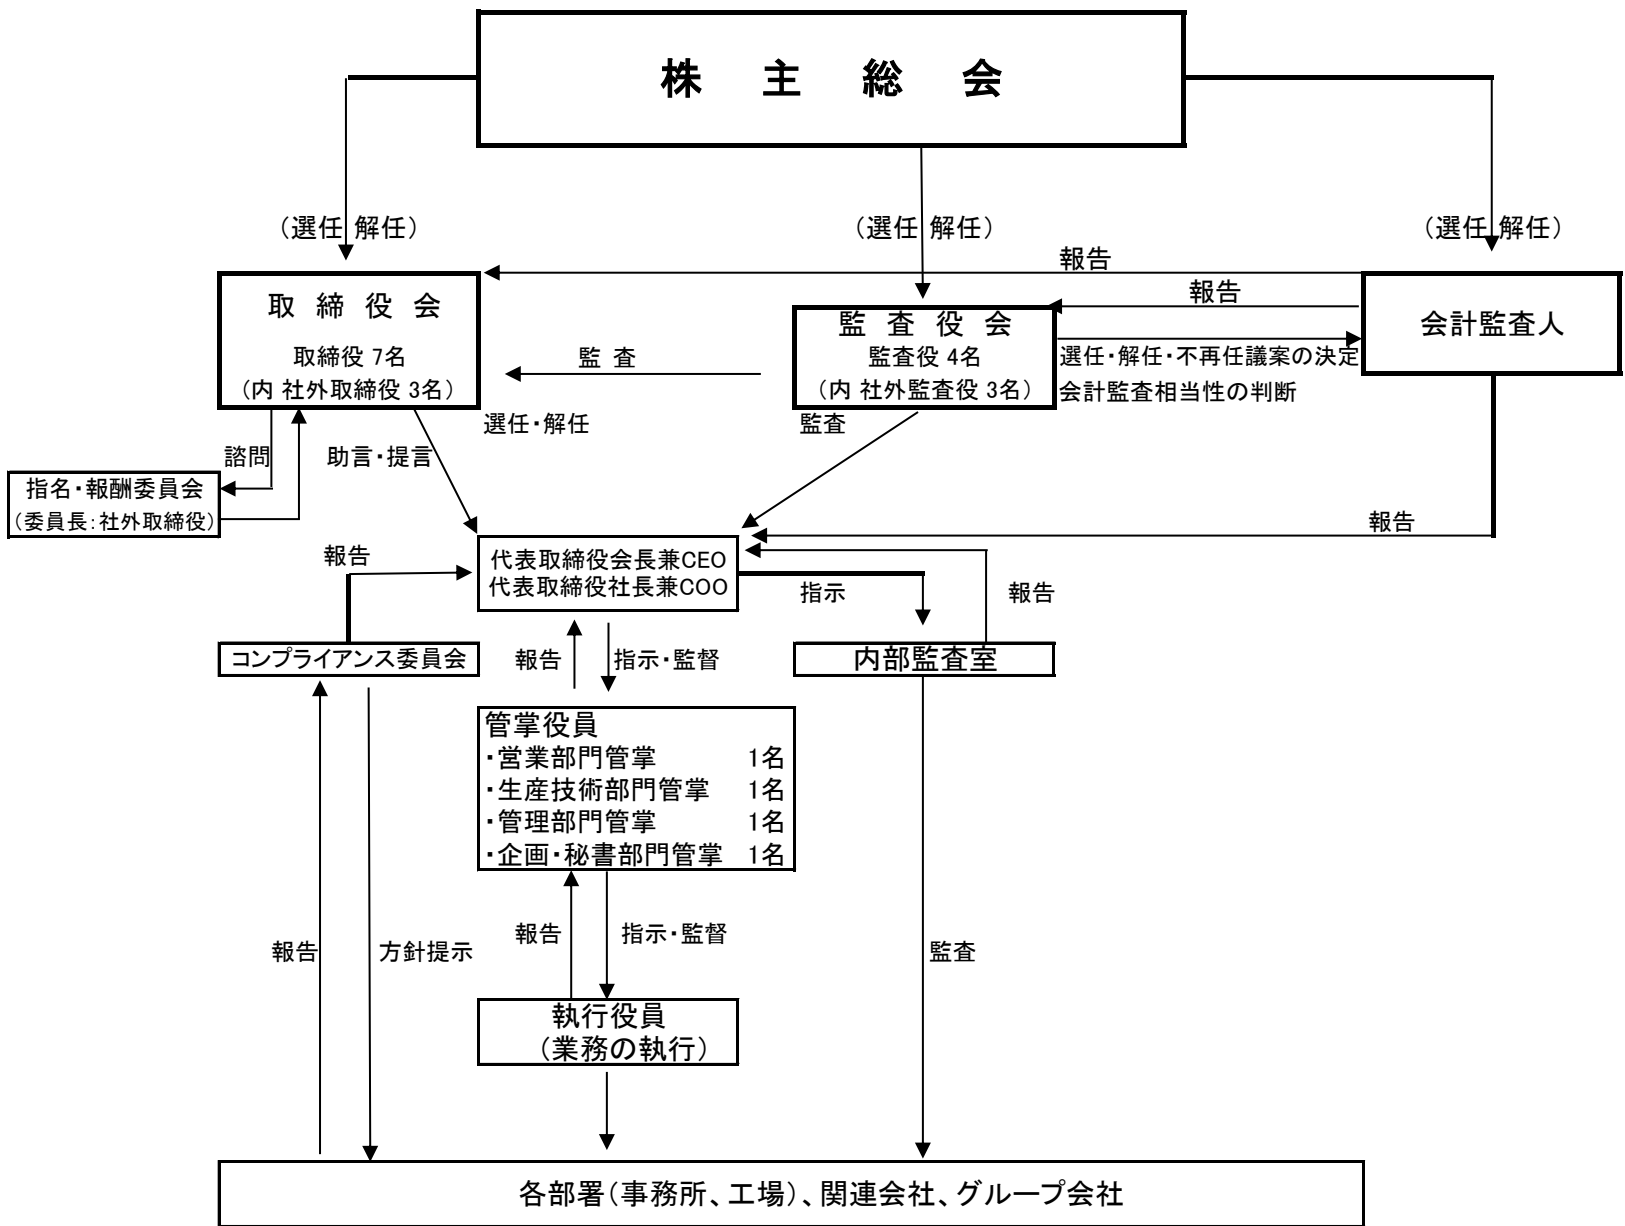 株 主 総 会
（選任 解任）
（選任 解任）
（選任 解任）
報告
取 締 役 会
取締役 7名
（内 社外取締役 3名）
監 査
監 査 役 会
監査役 4名
（内 社外監査役 3名）
報告
選任・解任・不再任議案の決定
会計監査相当性の判断
会計監査人
選任・解任
監査
諮問
助言・提言
指名・報酬委員会
（委員長：社外取締役）
報告
報告
代表取締役会長兼CEO
代表取締役社長兼COO
指示
報告
コンプライアンス委員会
報告
指示・監督
内部監査室
管掌役員
・営業部門管掌 1名
・生産技術部門管掌 1名
・管理部門管掌 1名
・企画・秘書部門管掌 1名
報告
方針提示
報告
指示・監督
監査
執行役員
（業務の執行）
各部署（事務所、工場）、関連会社、グループ会社